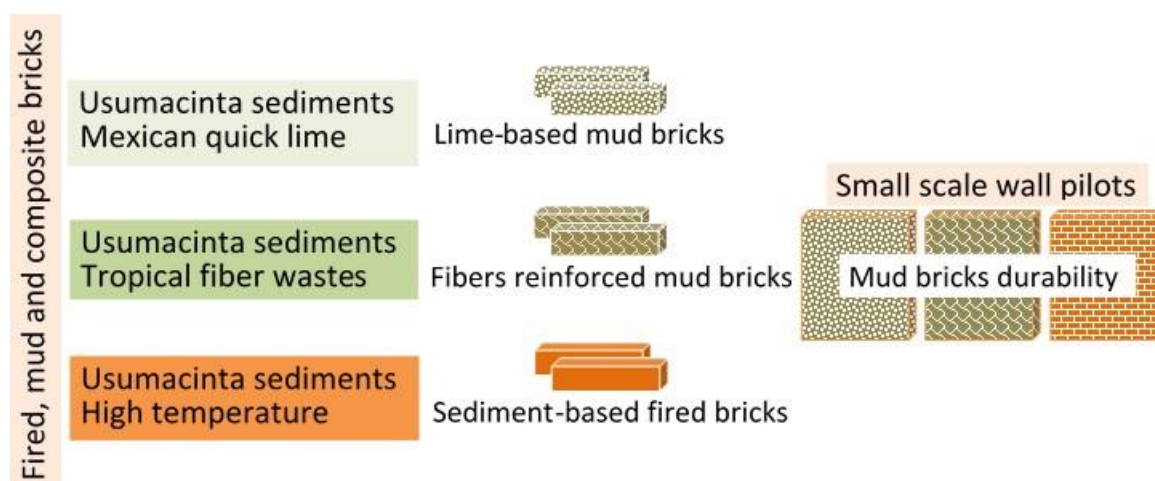 Fired, mud and composite bricks
Usumacinta sediments
Mexican quick lime
Lime-based mud bricks
Usumacinta sediments
Tropical fiber wastes
Fibers reinforced mud bricks
Usumacinta sediments
High temperature
Sediment-based fired bricks
Small scale wall pilots
Mud bricks durability